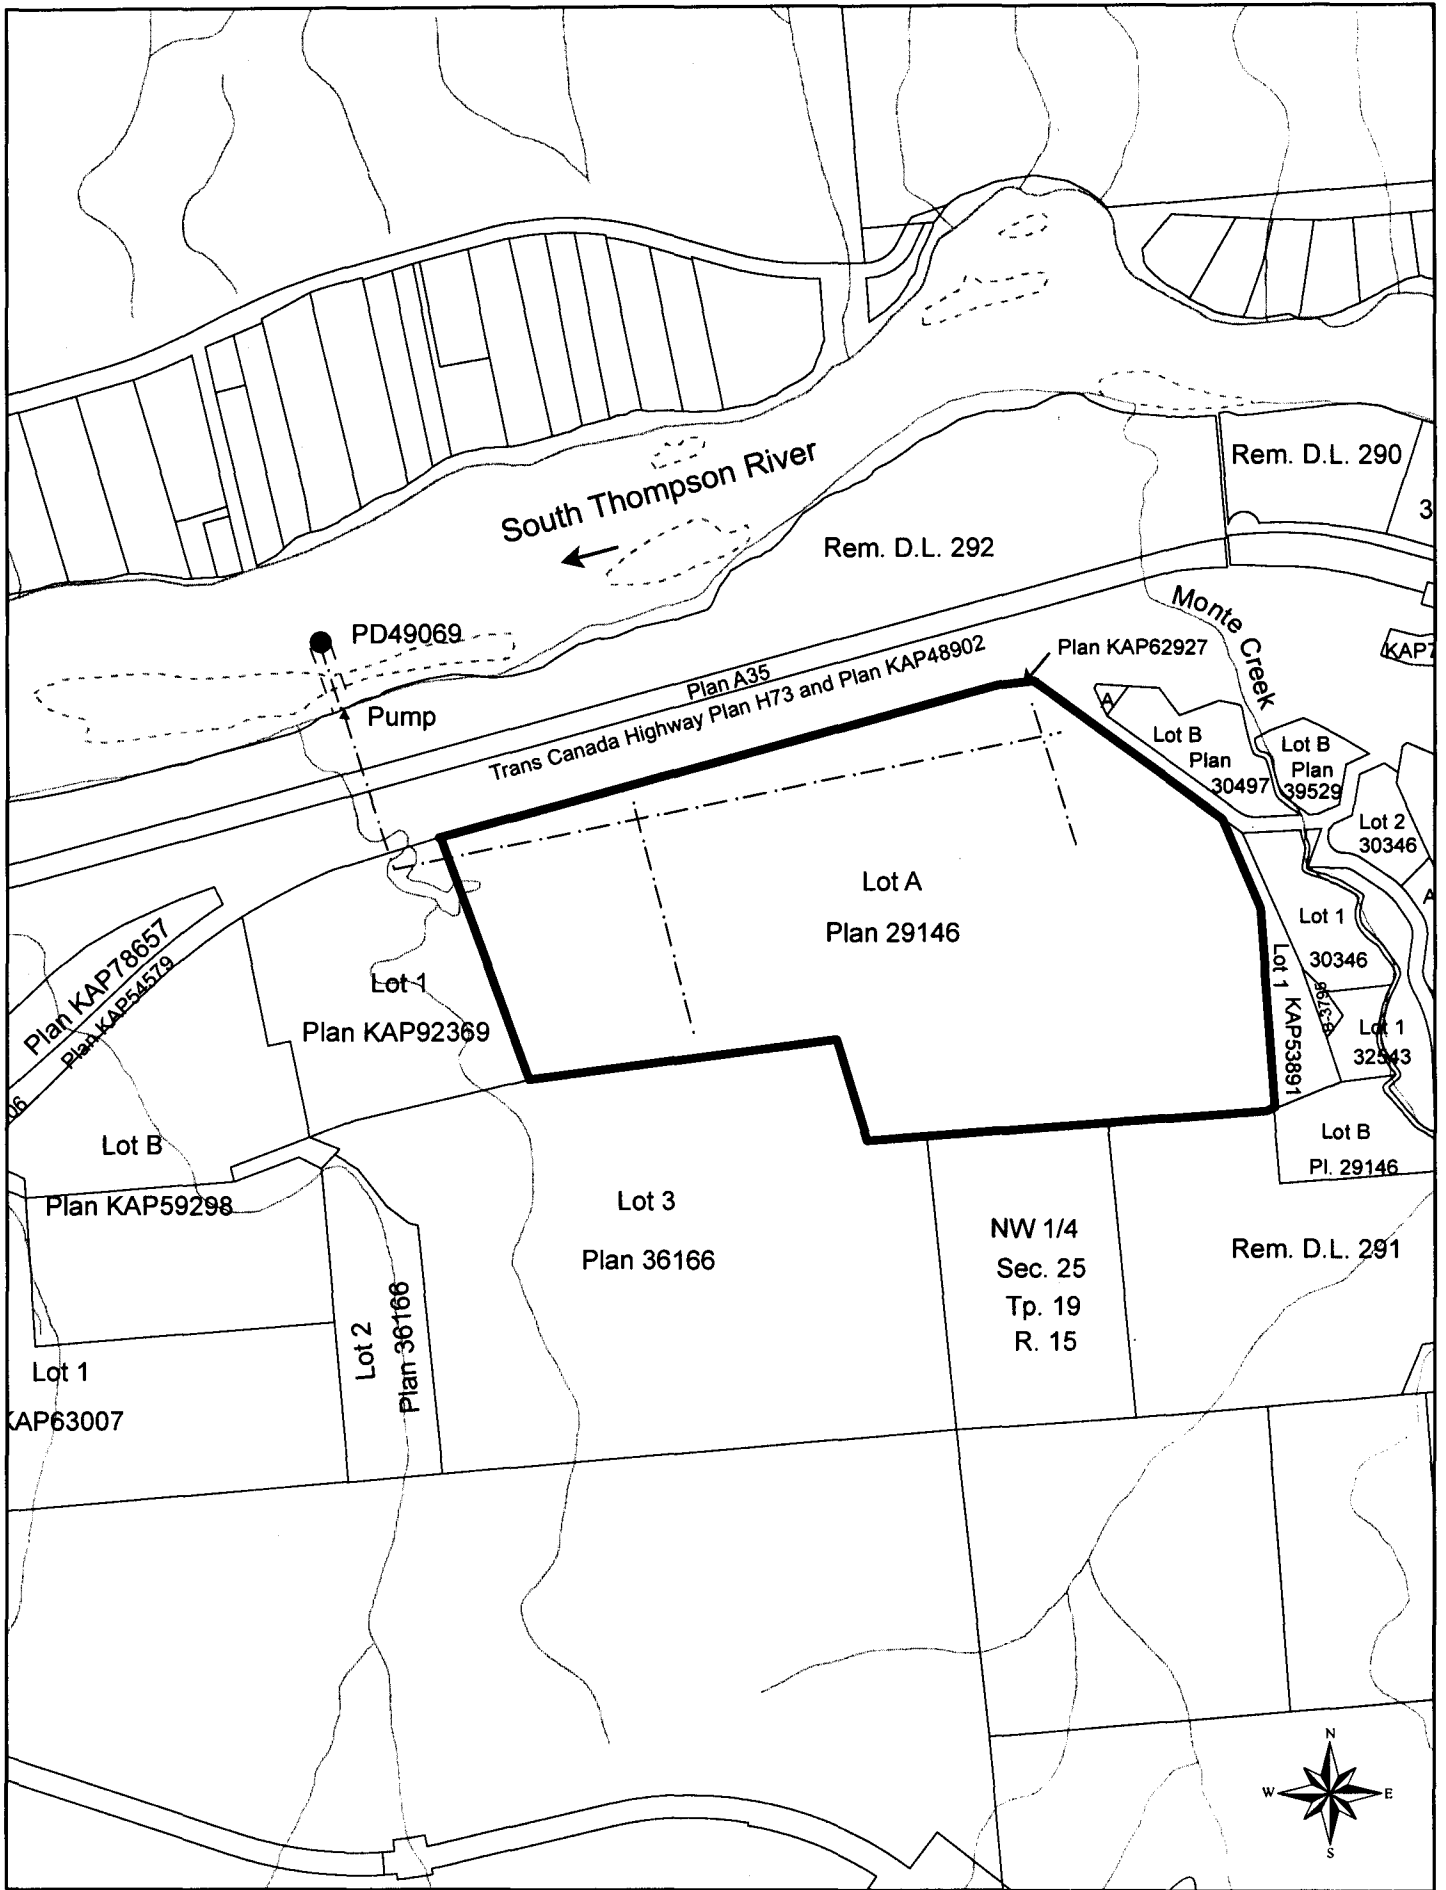 South Thompson River
Rem. D.L. 290
3
Rem. D.L. 292
PD49069
Pump
Plan A35
Trans Canada Highway Plan H73 and Plan KAP48902
Plan KAP62927
Monte Creek
KAP7
A
Lot B
Plan
30497
Lot B
Plan
39529
Lot 2
30346
A
Lot A
Plan 29146
Lot 1
30346
Lot 1 KAP53891
B-3795
Lot 1
32543
Plan KAP78657
Plan KAP54579
06
Lot 1
Plan KAP92369
Lot B
Plan KAP59298
Lot B
Pl. 29146
Lot 3
Plan 36166
NW 1/4
Sec. 25
Tp. 19
R. 15
Rem. D.L. 291
Lot 2
Plan 36166
Lot 1
KAP63007
N
W
E
S